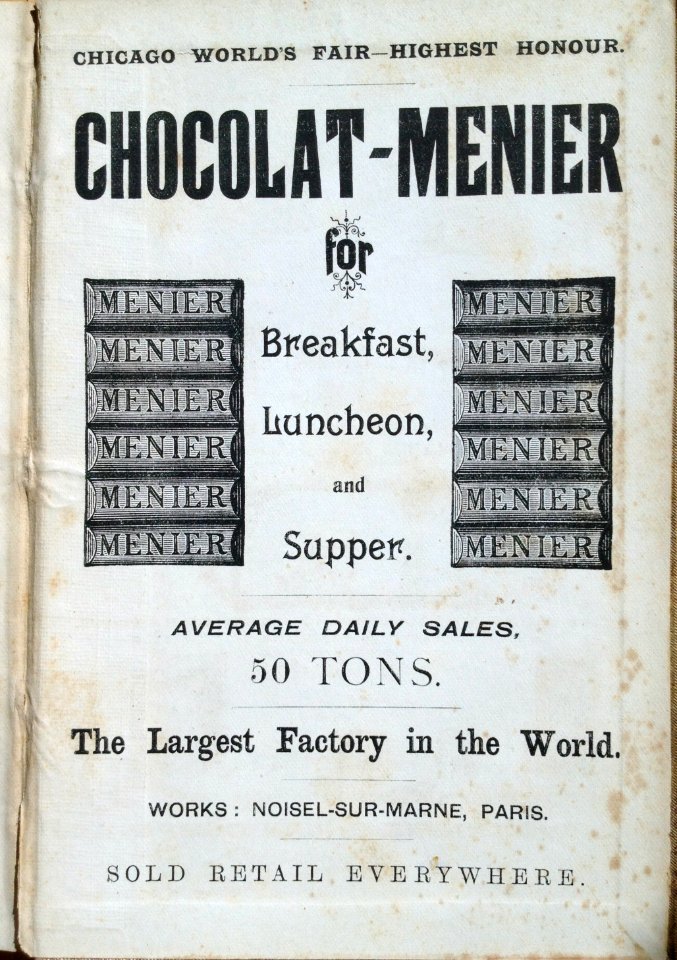 CHICAGO WORLD'S FAIR—HIGHEST HONOUR.
CHOCOLAT-MENIER
for
MENIER MENIER
MENIER MENIER
Breakfast,
MENIER MENIER
Luncheon,
MENIER MENIER
and
MENIER MENIER
MENIER MENIER
Supper.
AVERAGE DAILY SALES,
50 TONS.
The Largest Factory in the World.
WORKS: NOISEL-SUR-MARNE, PARIS.
SOLD RETAIL EVERYWHERE.